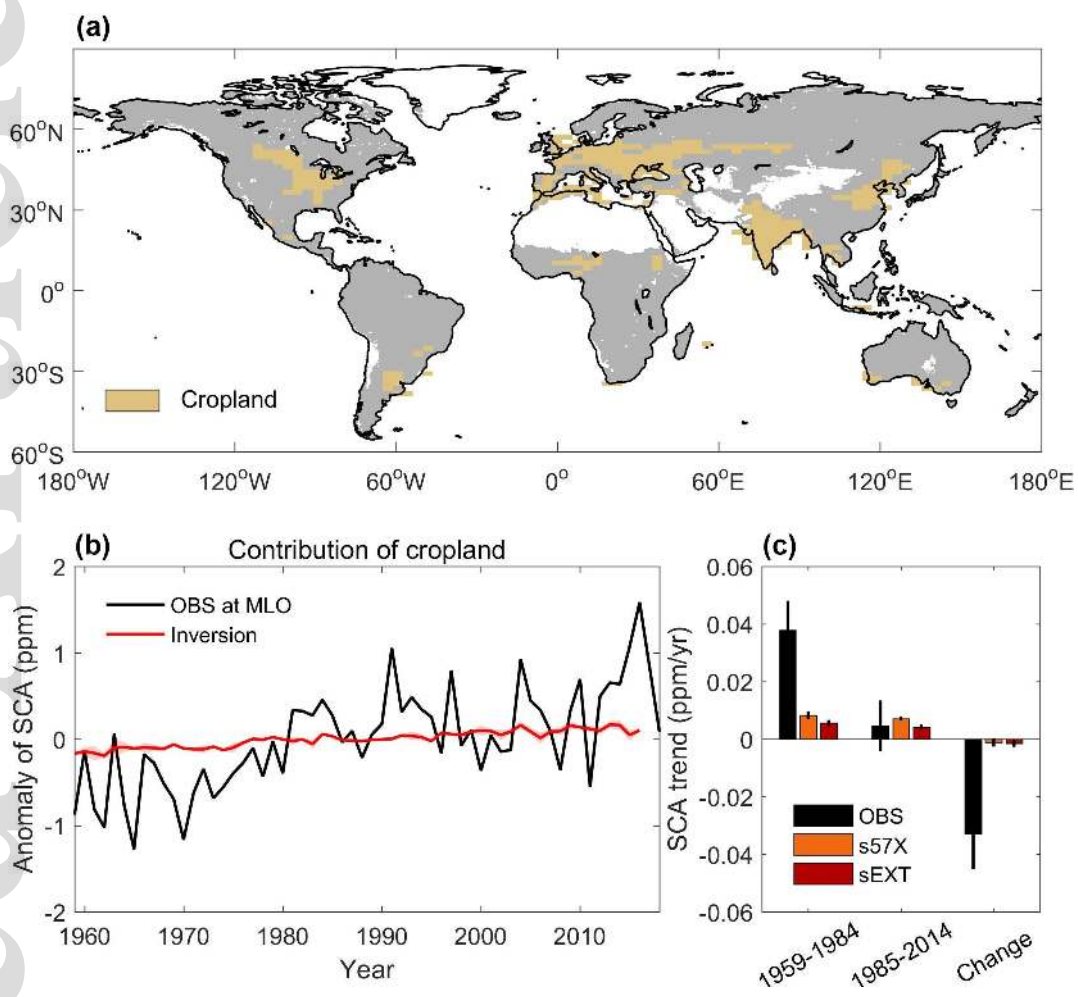 (a)
60°N
30°N
0°
30°S
60°S
Cropland
180°W 120°W 60°W 0° 60°E 120°E 180°E
(b)
Contribution of cropland
2
1
0
-1
-2
Anomaly of SCA (ppm)
OBS at MLO
Inversion
1960 1970 1980 1990 2000 2010
Year
(c)
0.06
0.04
0.02
0
-0.02
-0.04
-0.06
SCA trend (ppm/yr)
OBS
s57X
sEXT
1959-1984
1985-2014
Change